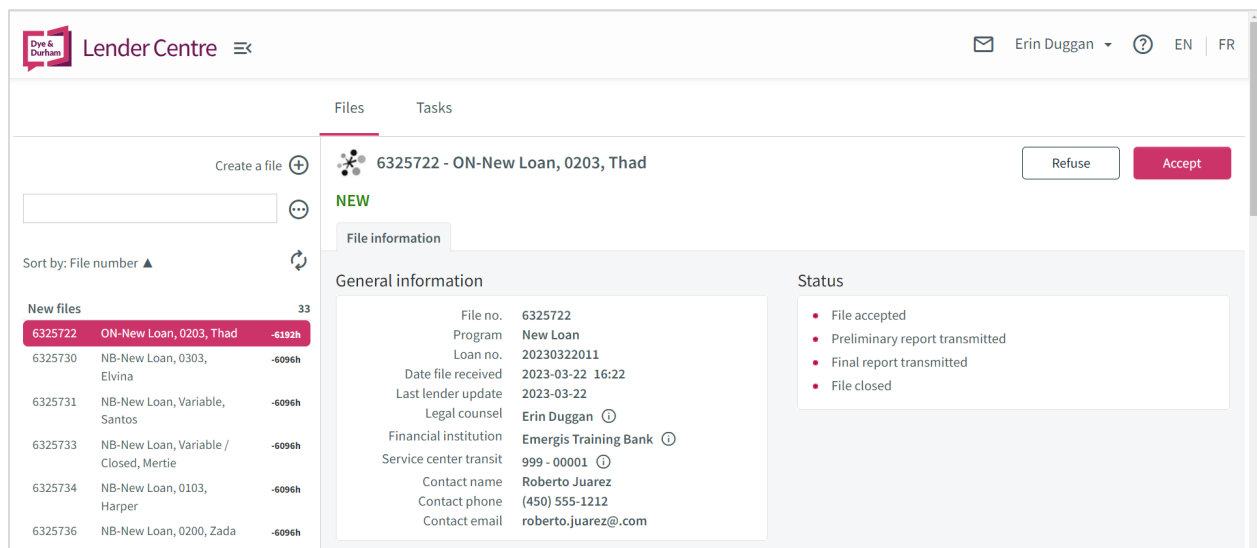 Dye &
Durham
Lender Centre
Erin Duggan
EN
FR
Files
Tasks
Create a file
6325722 - ON-New Loan, 0203, Thad
Refuse
Accept
NEW
File information
Sort by: File number ▲
General information
Status
New files 33
6325722 ON-New Loan, 0203, Thad -6192h
6325730 NB-New Loan, 0303, -6096h
Elvina
6325731 NB-New Loan, Variable, -6096h
Santos
6325733 NB-New Loan, Variable / -6096h
Closed, Mertie
6325734 NB-New Loan, 0103, -6096h
Harper
6325736 NB-New Loan, 0200, Zada -6096h
File no. 6325722
Program New Loan
Loan no. 20230322011
Date file received 2023-03-22 16:22
Last lender update 2023-03-22
Legal counsel Erin Duggan
Financial institution Emergis Training Bank
Service center transit 999 - 00001
Contact name Roberto Juarez
Contact phone (450) 555-1212
Contact email roberto.juarez@.com
File accepted
Preliminary report transmitted
Final report transmitted
File closed